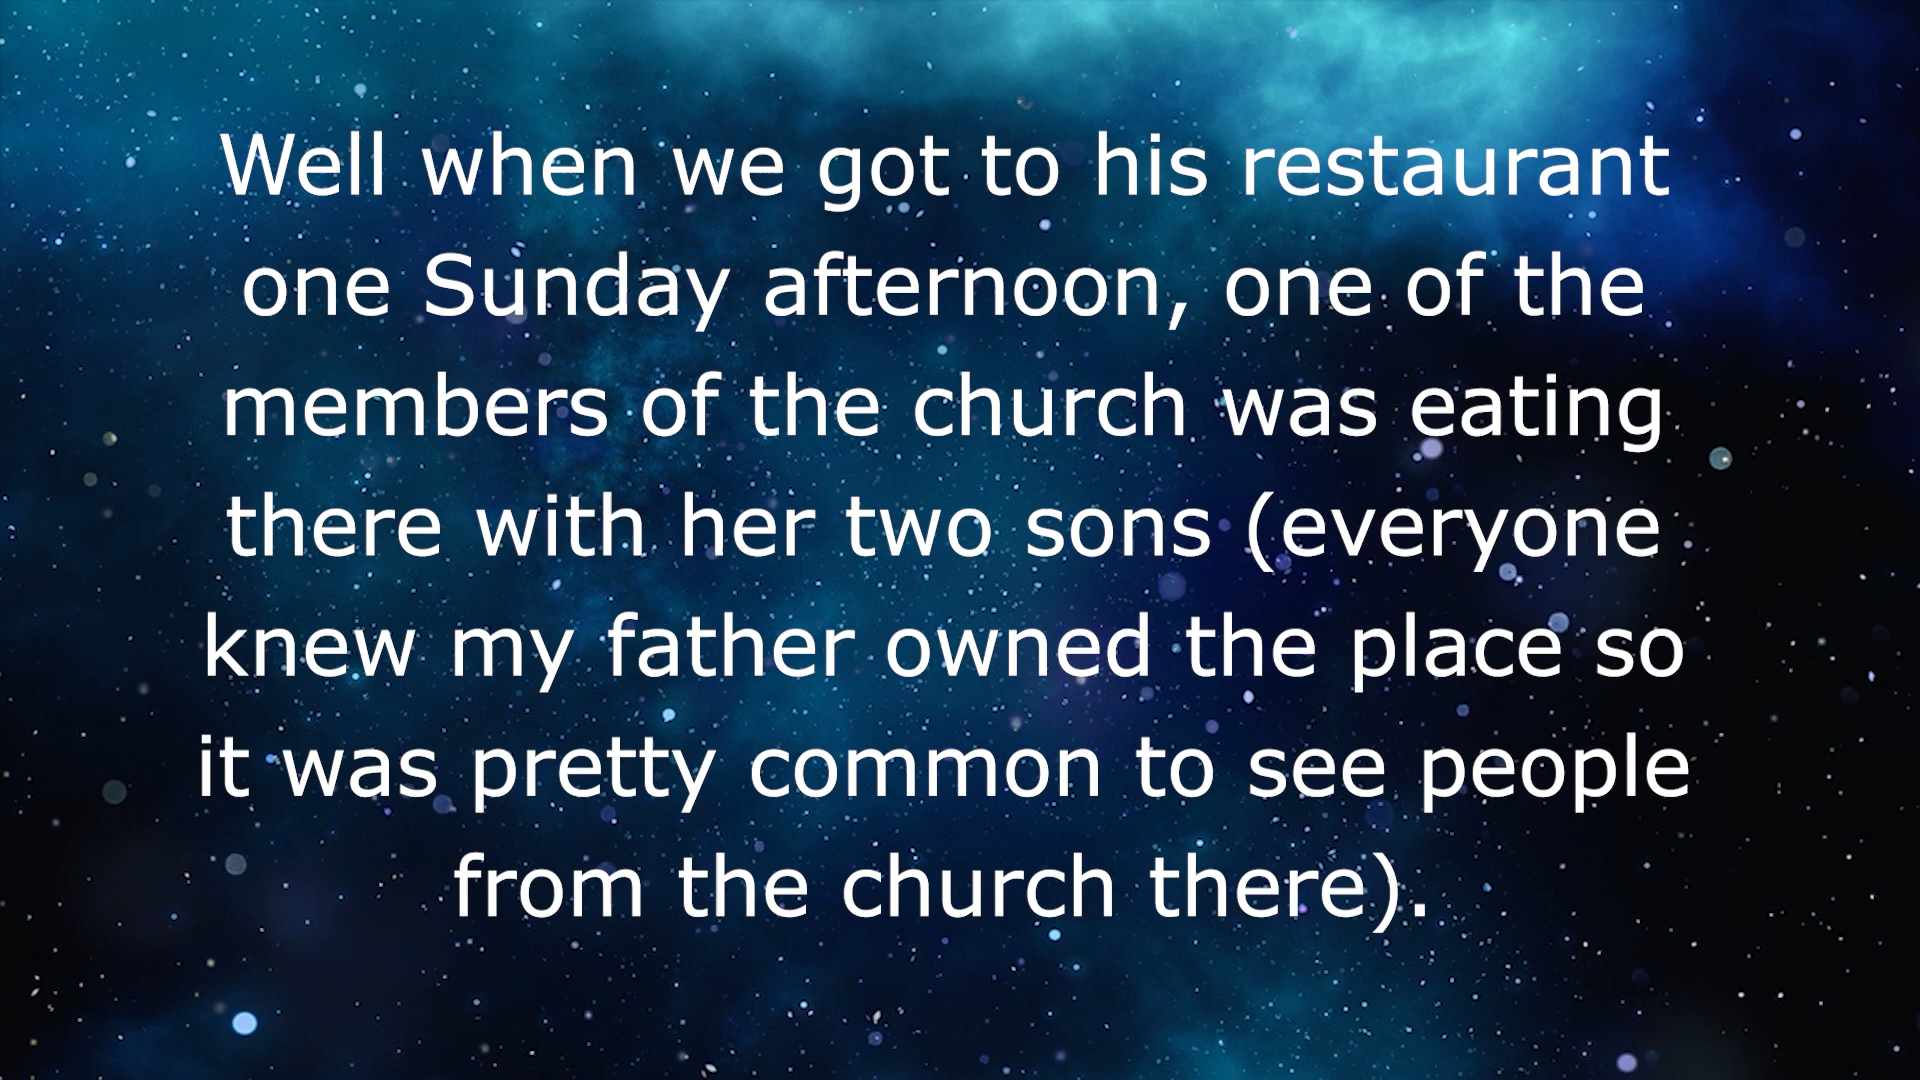 Well when we got to his restaurant
one Sunday afternoon, one of the
members of the church was eating
there with her two sons (everyone
knew my father owned the place so
it was pretty common to see people
from the church there).